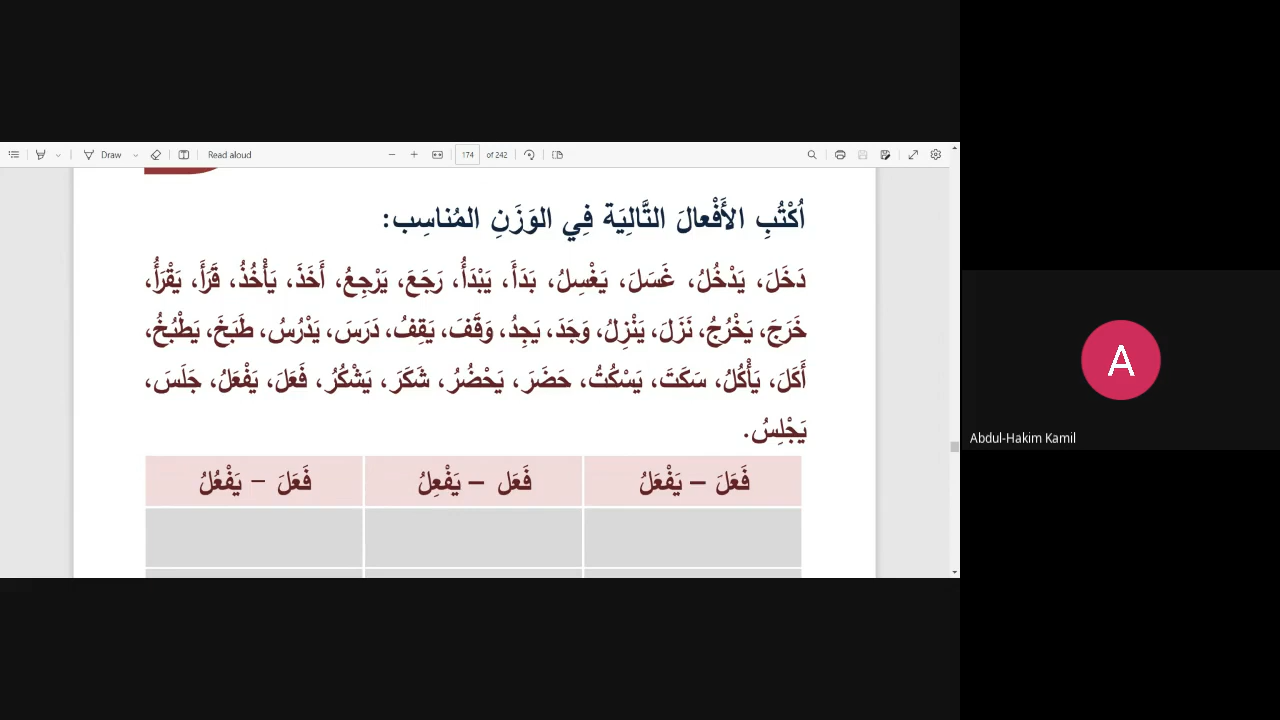 Draw
Read aloud
174 of 242
اُكْتُبِ الأَفْعالَ التَّالِيَة فِي الوَزَنِ المُناسِب:
دَخَلَ، يَدْخُلُ، غَسَلَ، يَغْسِلُ، بَدَأَ، يَبْدَأُ، رَجَعَ، يَرْجِعُ، أَخَذَ، يَأْخُذُ، قَرَأَ، يَقْرَأُ،
خَرَجَ، يَخْرُجُ، نَزَلَ، يَنْزِلُ، وَجَدَ، يَجِدُ، وَقَفَ، يَقِفُ، دَرَسَ، يَدْرُسُ، طَبَخَ، يَطْبُخُ،
أَكَلَ، يَأْكُلُ، سَكَتَ، يَسْكُتُ، حَضَرَ، يَحْضُرُ، شَكَرَ، يَشْكُرُ، فَعَلَ، يَفْعَلُ، جَلَسَ،
يَجْلِسُ.
فَعَلَ – يَفْعَلُ
فَعَل – يَفْعِلُ
فَعَلَ – يَفْعُلُ
A
Abdul-Hakim Kamil